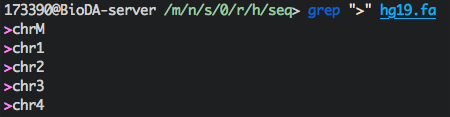 173390@BioDA-server /m/n/s/0/r/h/seq> grep ">" hg19.fa
>chrM
>chr1
>chr2
>chr3
>chr4